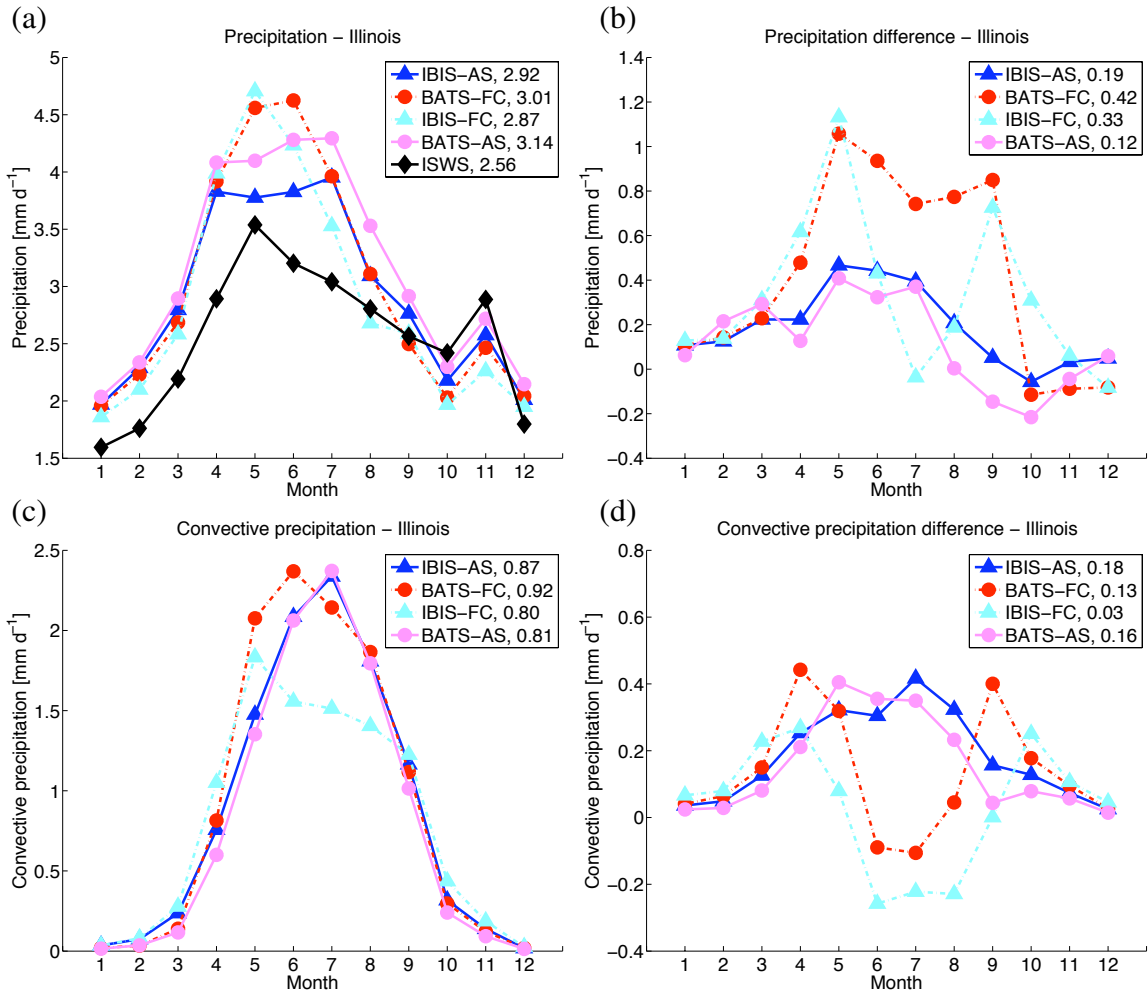 (a)
Precipitation − Illinois
Precipitation [mm d⁻¹]
5
4.5
4
3.5
3
2.5
2
1.5
IBIS−AS, 2.92
BATS−FC, 3.01
IBIS−FC, 2.87
BATS−AS, 3.14
ISWS, 2.56
1 2 3 4 5 6 7 8 9 10 11 12
Month
(b)
Precipitation difference − Illinois
Precipitation [mm d⁻¹]
1.4
1.2
1
0.8
0.6
0.4
0.2
0
−0.2
−0.4
IBIS−AS, 0.19
BATS−FC, 0.42
IBIS−FC, 0.33
BATS−AS, 0.12
1 2 3 4 5 6 7 8 9 10 11 12
Month
(c)
Convective precipitation − Illinois
Convective precipitation [mm d⁻¹]
2.5
2
1.5
1
0.5
0
IBIS−AS, 0.87
BATS−FC, 0.92
IBIS−FC, 0.80
BATS−AS, 0.81
1 2 3 4 5 6 7 8 9 10 11 12
Month
(d)
Convective precipitation difference − Illinois
Convective precipitation [mm d⁻¹]
0.8
0.6
0.4
0.2
0
−0.2
−0.4
IBIS−AS, 0.18
BATS−FC, 0.13
IBIS−FC, 0.03
BATS−AS, 0.16
1 2 3 4 5 6 7 8 9 10 11 12
Month